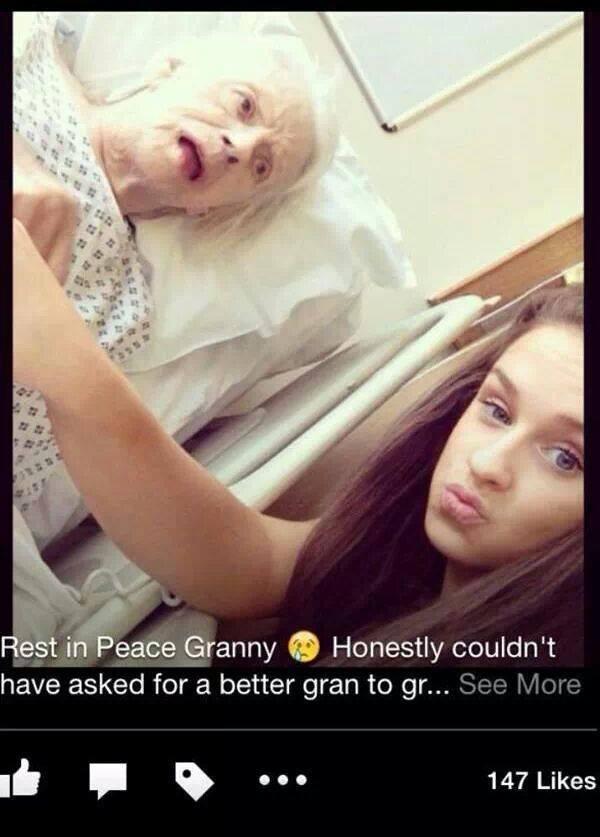 Rest in Peace Granny 😢 Honestly couldn't
have asked for a better gran to gr... See More
147 Likes